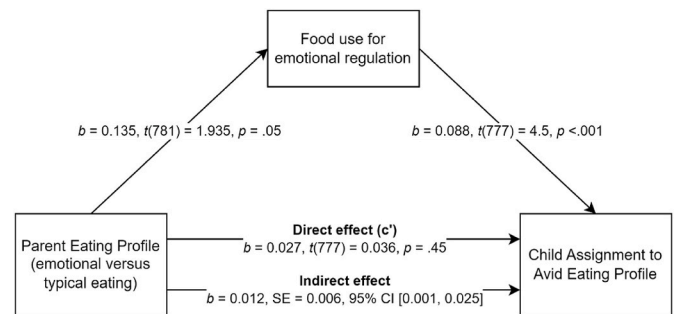 Food use for
emotional regulation
b = 0.135, t(781) = 1.935, p = .05
b = 0.088, t(777) = 4.5, p <.001
Parent Eating Profile
(emotional versus
typical eating)
Direct effect (c')
b = 0.027, t(777) = 0.036, p = .45
Indirect effect
b = 0.012, SE = 0.006, 95% CI [0.001, 0.025]
Child Assignment to
Avid Eating Profile